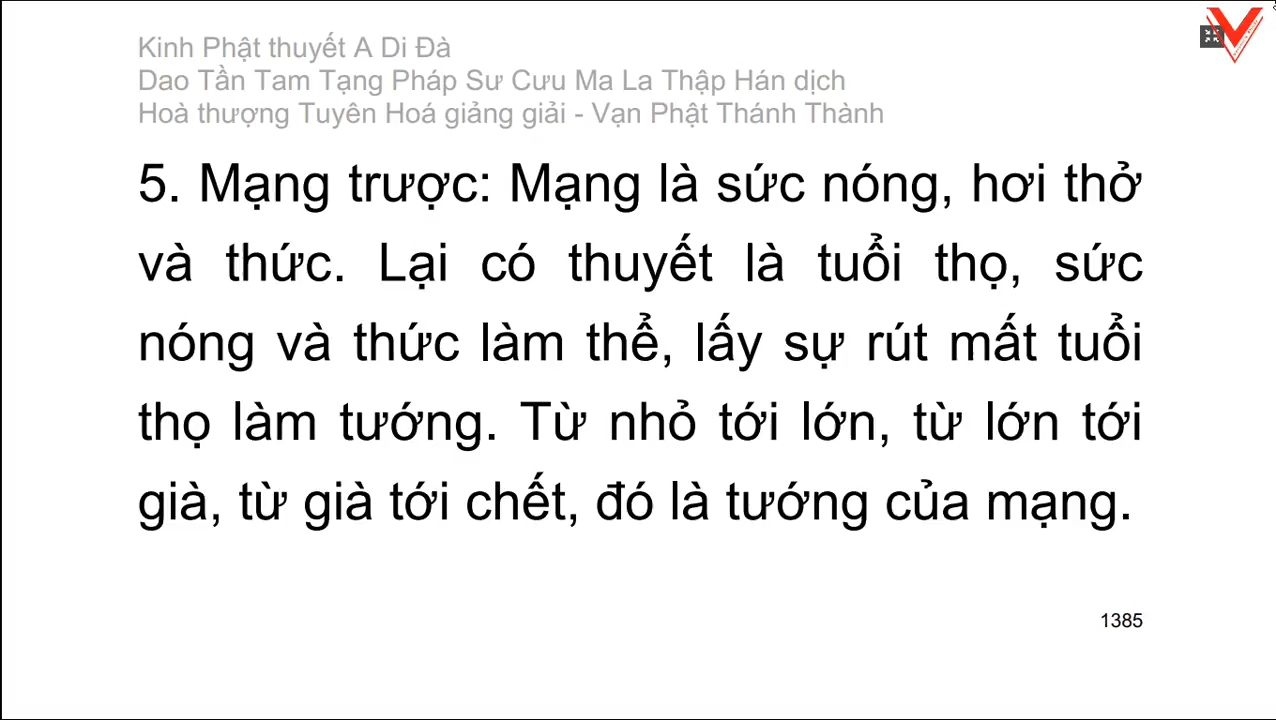 Kinh Phật thuyết A Di Đà
Dao Tần Tam Tạng Pháp Sư Cưu Ma La Thập Hán dịch
Hoà thượng Tuyên Hoá giảng giải - Vạn Phật Thánh Thành
5. Mạng trược: Mạng là sức nóng, hơi thở
và thức. Lại có thuyết là tuổi thọ, sức
nóng và thức làm thể, lấy sự rút mất tuổi
thọ làm tướng. Từ nhỏ tới lớn, từ lớn tới
già, từ già tới chết, đó là tướng của mạng.
1385